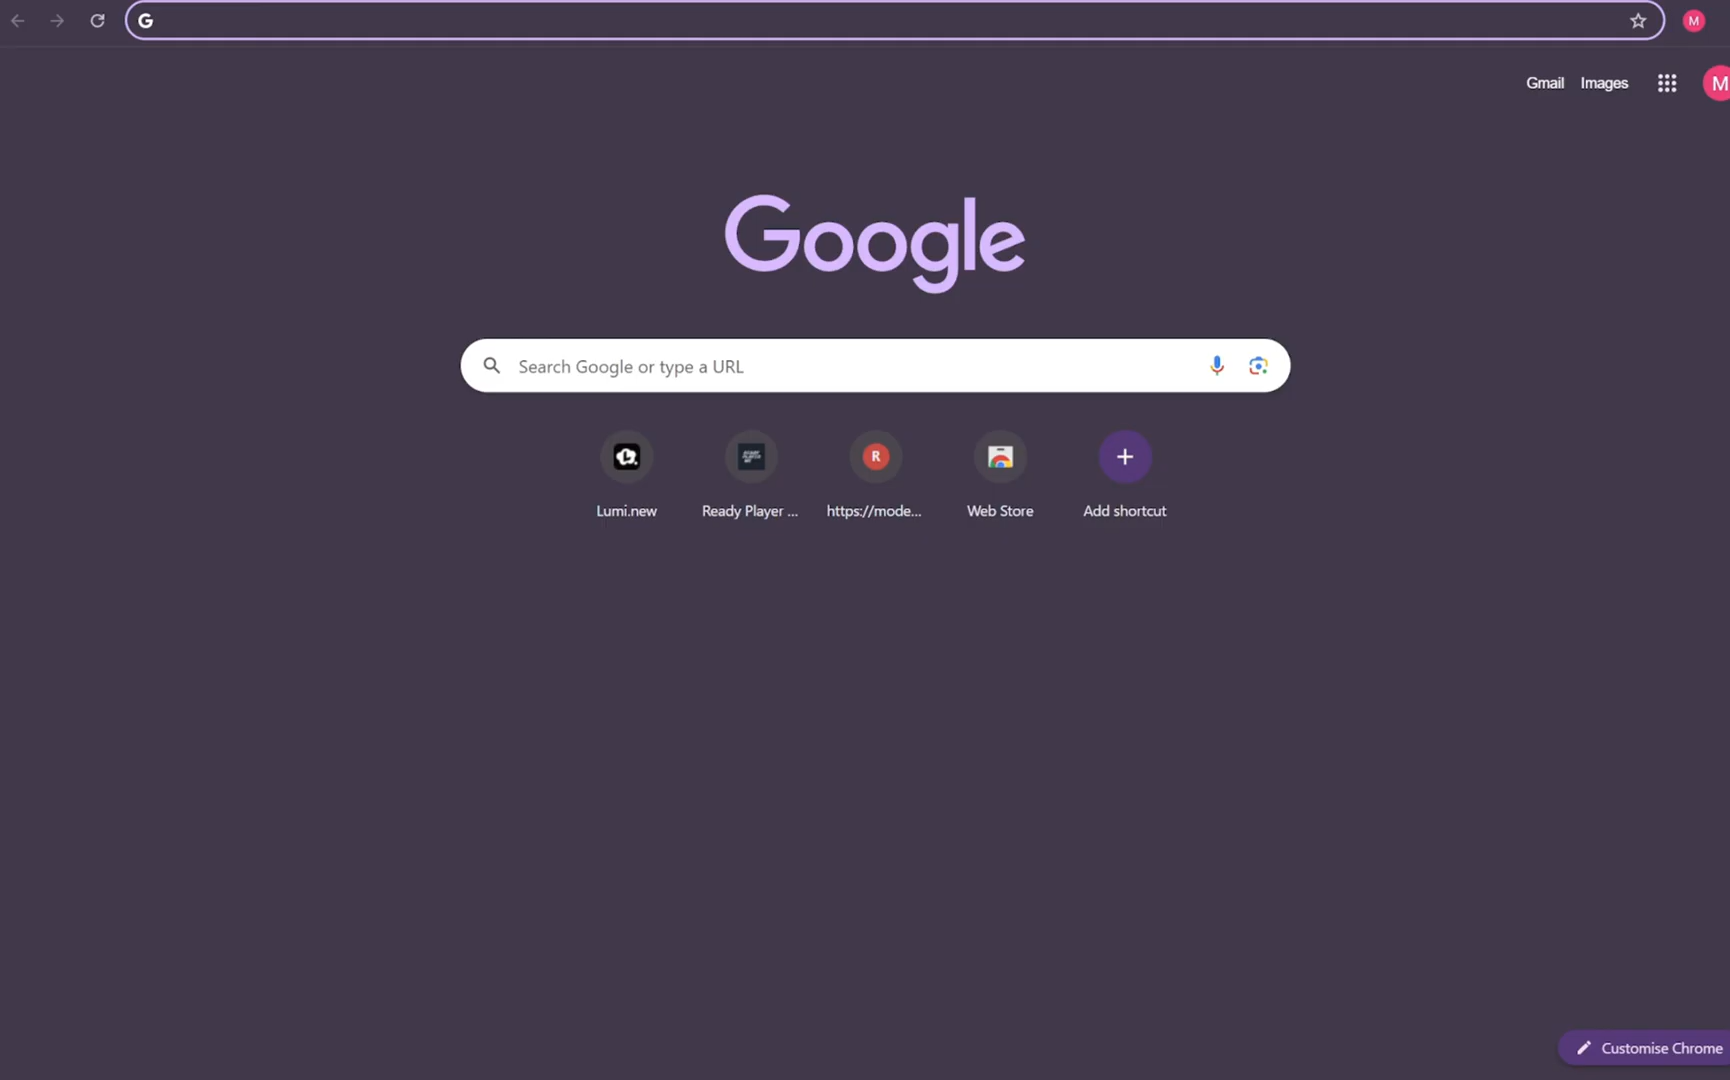 M
Gmail Images
M
Google
Search Google or type a URL
R
Lumi.new Ready Player ... https://mode... Web Store Add shortcut
Customise Chrome